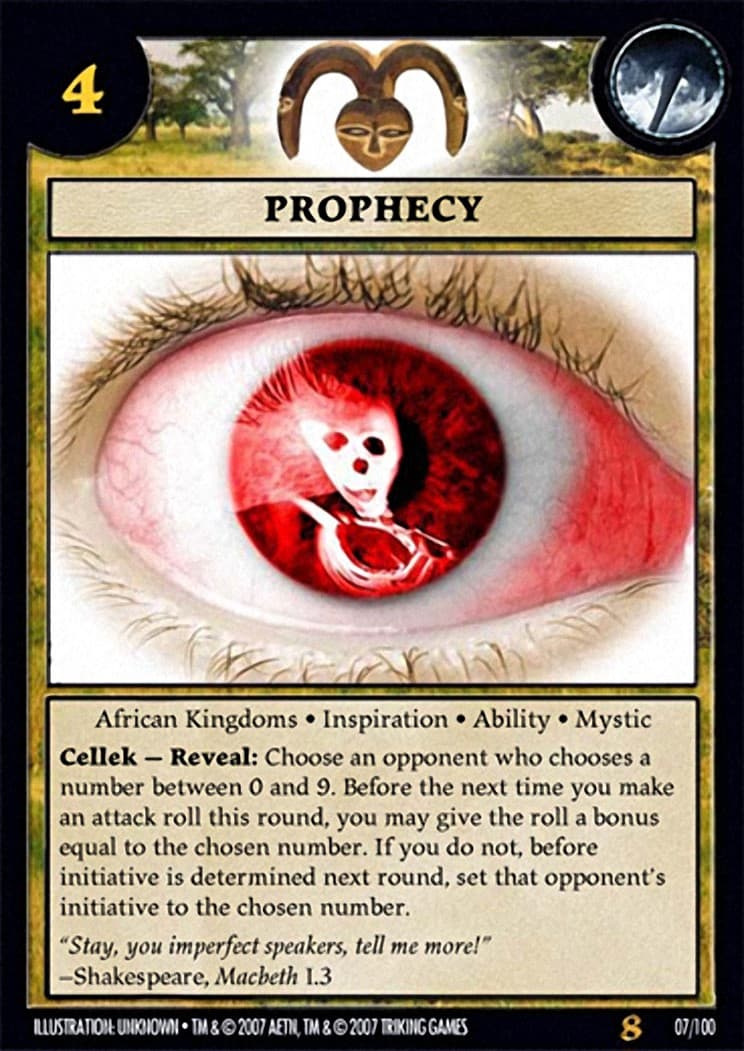 4
PROPHECY
African Kingdoms • Inspiration • Ability • Mystic
Cellek – Reveal: Choose an opponent who chooses a
number between 0 and 9. Before the next time you make
an attack roll this round, you may give the roll a bonus
equal to the chosen number. If you do not, before
initiative is determined next round, set that opponent's
initiative to the chosen number.
"Stay, you imperfect speakers, tell me more!"
–Shakespeare, Macbeth 1.3
ILLUSTRATION: UNKNOWN • TM & © 2007 AETN, TM & © 2007 TRIKING GAMES
8
07/100